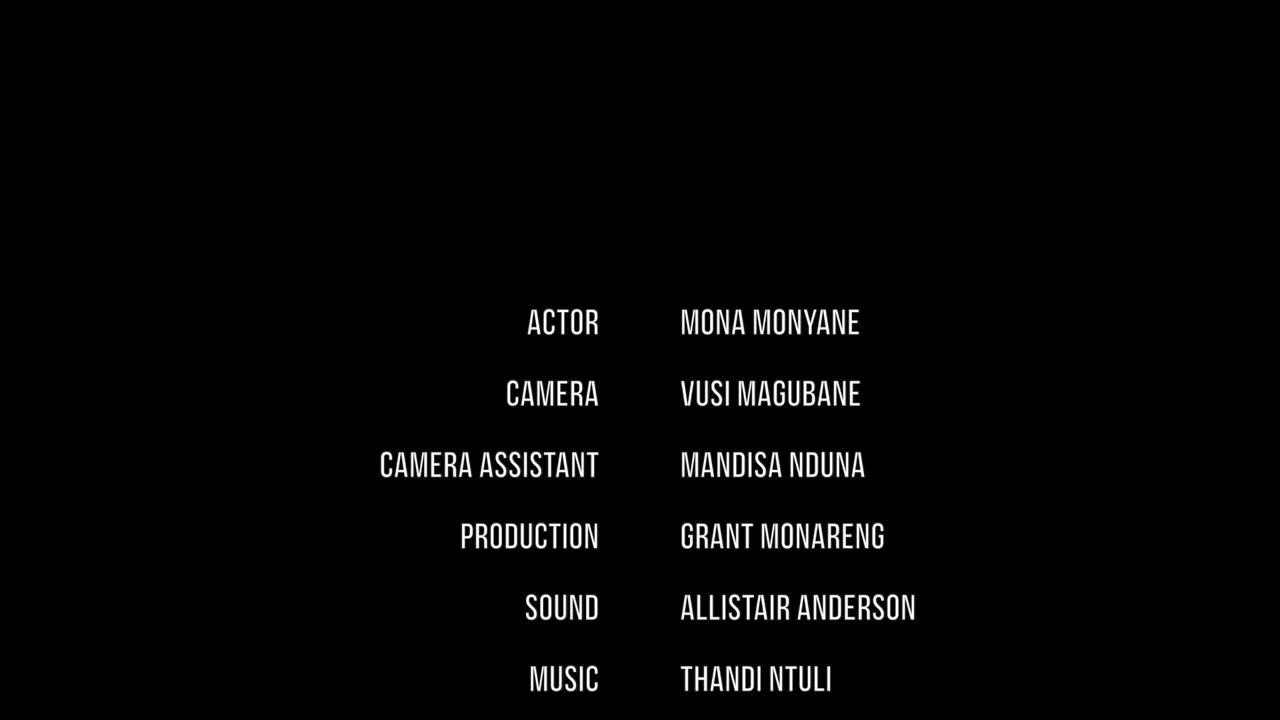 ACTOR MONA MONYANE
CAMERA VUSI MAGUBANE
CAMERA ASSISTANT MANDISA NDUNA
PRODUCTION GRANT MONARENG
SOUND ALLISTAIR ANDERSON
MUSIC THANDI NTULI